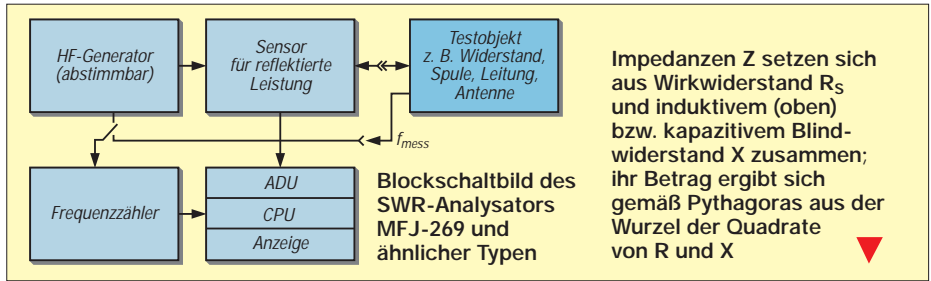 HF-Generator
(abstimmbar)
Sensor
für reflektierte
Leistung
Testobjekt
z. B. Widerstand,
Spule, Leitung,
Antenne
f_mess
Frequenzzähler
ADU
CPU
Anzeige
Blockschaltbild des
SWR-Analysators
MFJ-269 und
ähnlicher Typen
Impedanzen Z setzen sich
aus Wirkwiderstand R_S
und induktivem (oben)
bzw. kapazitivem Blind-
widerstand X zusammen;
ihr Betrag ergibt sich
gemäß Pythagoras aus der
Wurzel der Quadrate
von R und X